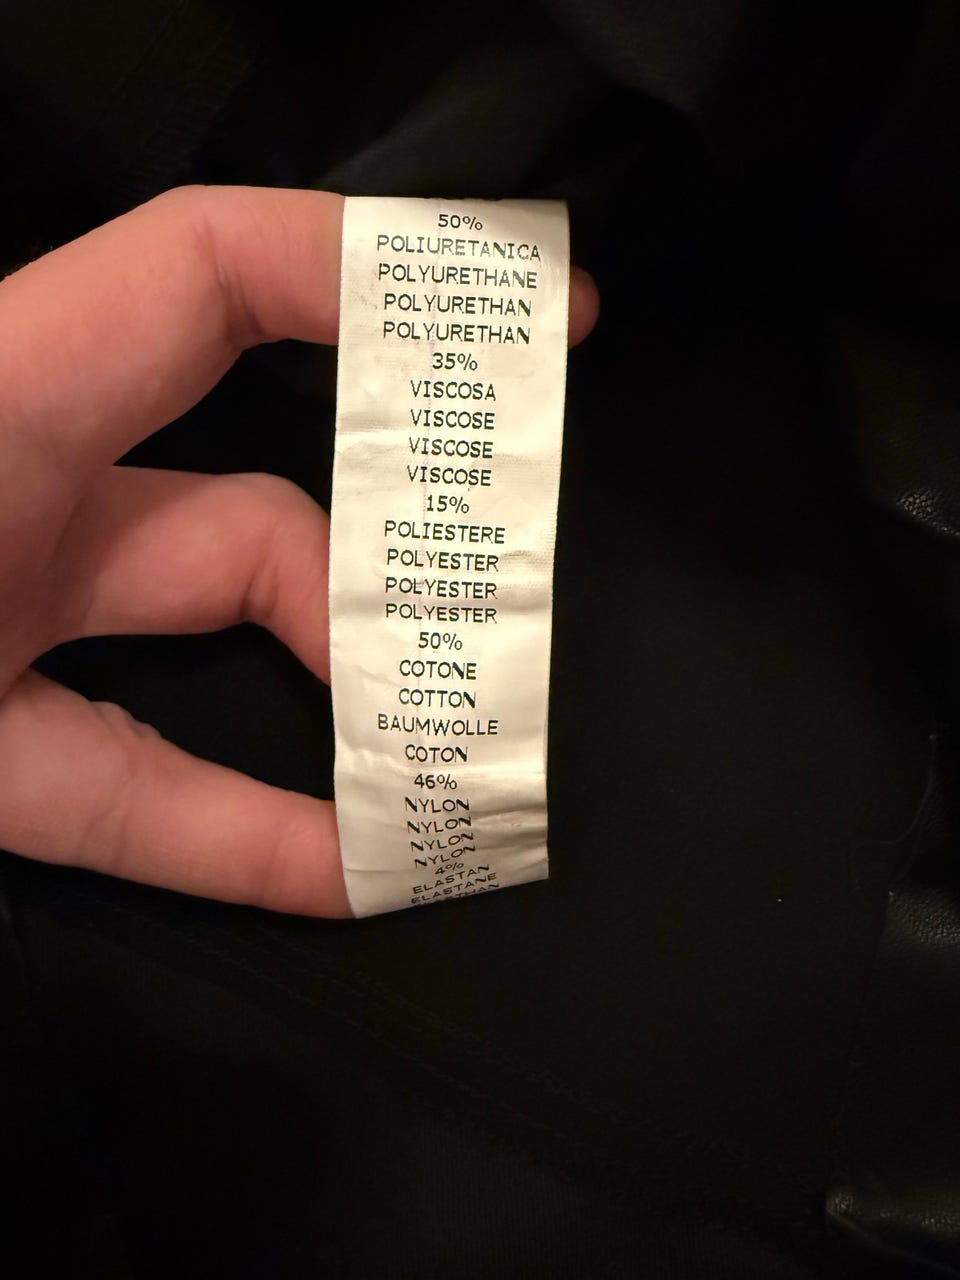 50%
POLIURETANICA
POLYURETHANE
POLYURETHAN
POLYURETHAN
35%
VISCOSA
VISCOSE
VISCOSE
VISCOSE
15%
POLIESTERE
POLYESTER
POLYESTER
POLYESTER
50%
COTONE
COTTON
BAUMWOLLE
COTON
46%
NYLON
NYLON
NYLON
NYLON
4%
ELASTAN
ELASTANE